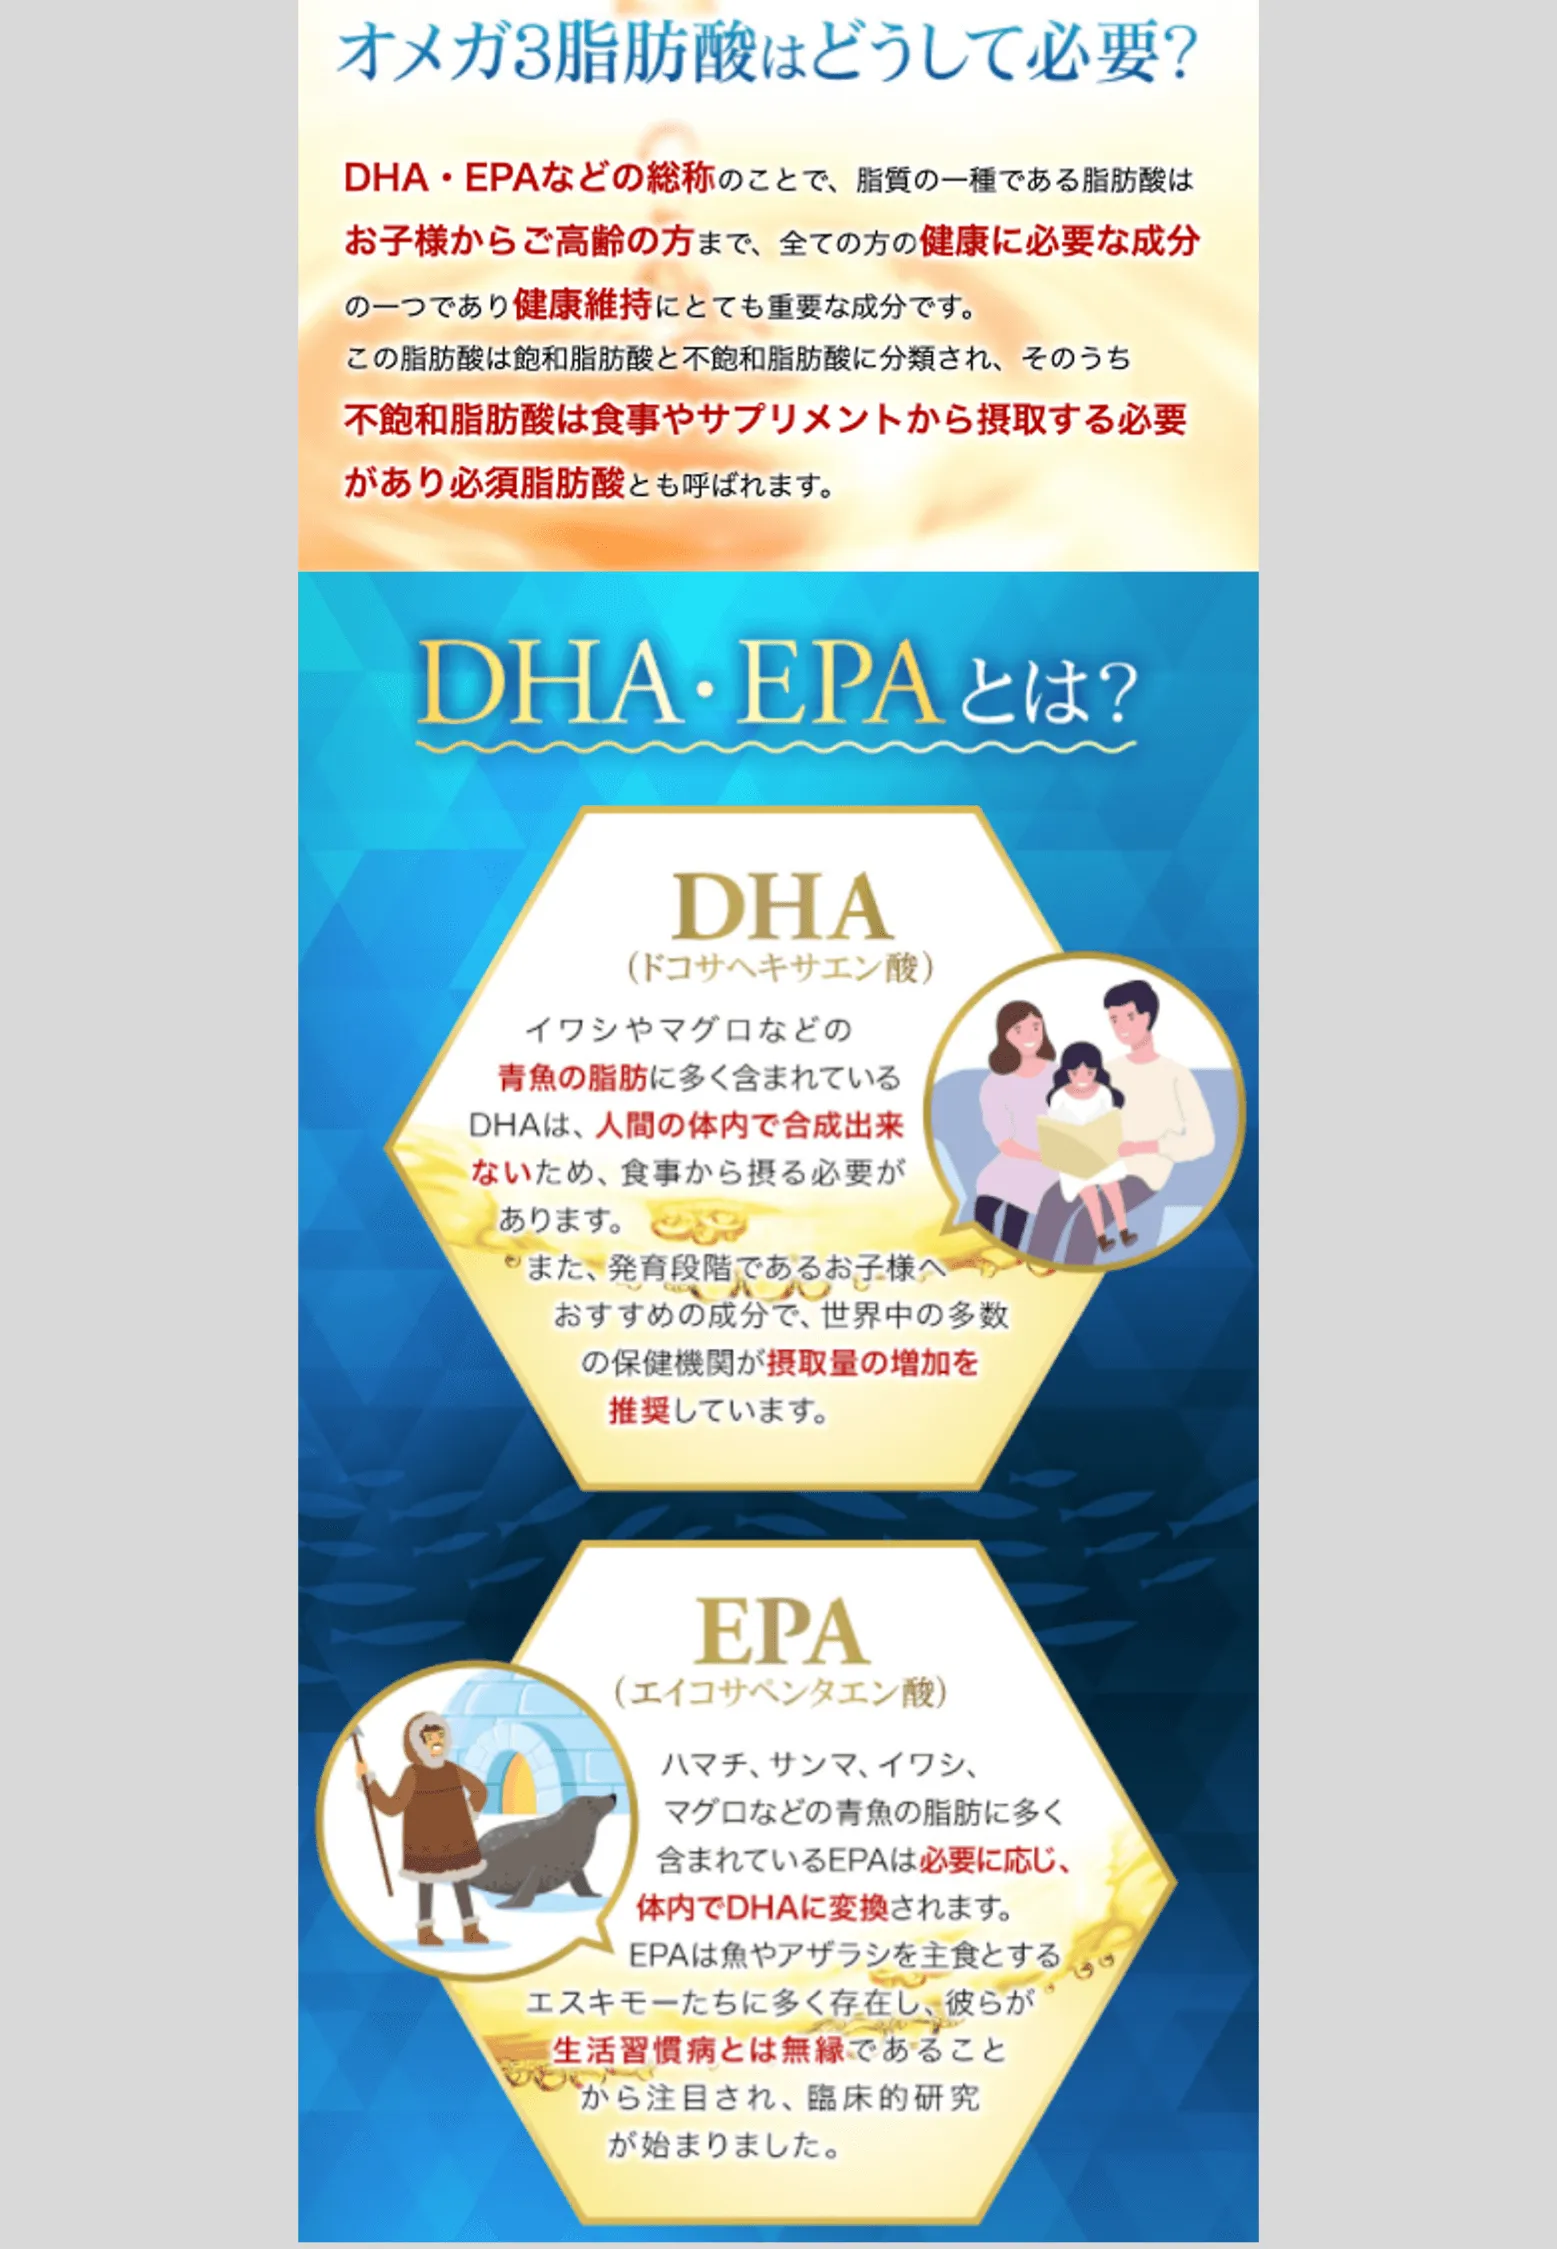 オメガ3脂肪酸はどうして必要？
DHA・EPAなどの総称のことで、脂質の一種である脂肪酸は
お子様からご高齢の方まで、全ての方の健康に必要な成分
の一つであり健康維持にとても重要な成分です。
この脂肪酸は飽和脂肪酸と不飽和脂肪酸に分類され、そのうち
不飽和脂肪酸は食事やサプリメントから摂取する必要
があり必須脂肪酸とも呼ばれます。
DHA・EPAとは？
DHA
（ドコサヘキサエン酸）
イワシやマグロなどの
青魚の脂肪に多く含まれている
DHAは、人間の体内で合成出来
ないため、食事から摂る必要が
あります。
また、発育段階であるお子様へ
おすすめの成分で、世界中の多数
の保健機関が摂取量の増加を
推奨しています。
EPA
（エイコサペンタエン酸）
ハマチ、サンマ、イワシ、
マグロなどの青魚の脂肪に多く
含まれているEPAは必要に応じ、
体内でDHAに変換されます。
EPAは魚やアザラシを主食とする
エスキモーたちに多く存在し、彼らが
生活習慣病とは無縁であること
から注目され、臨床的研究
が始まりました。